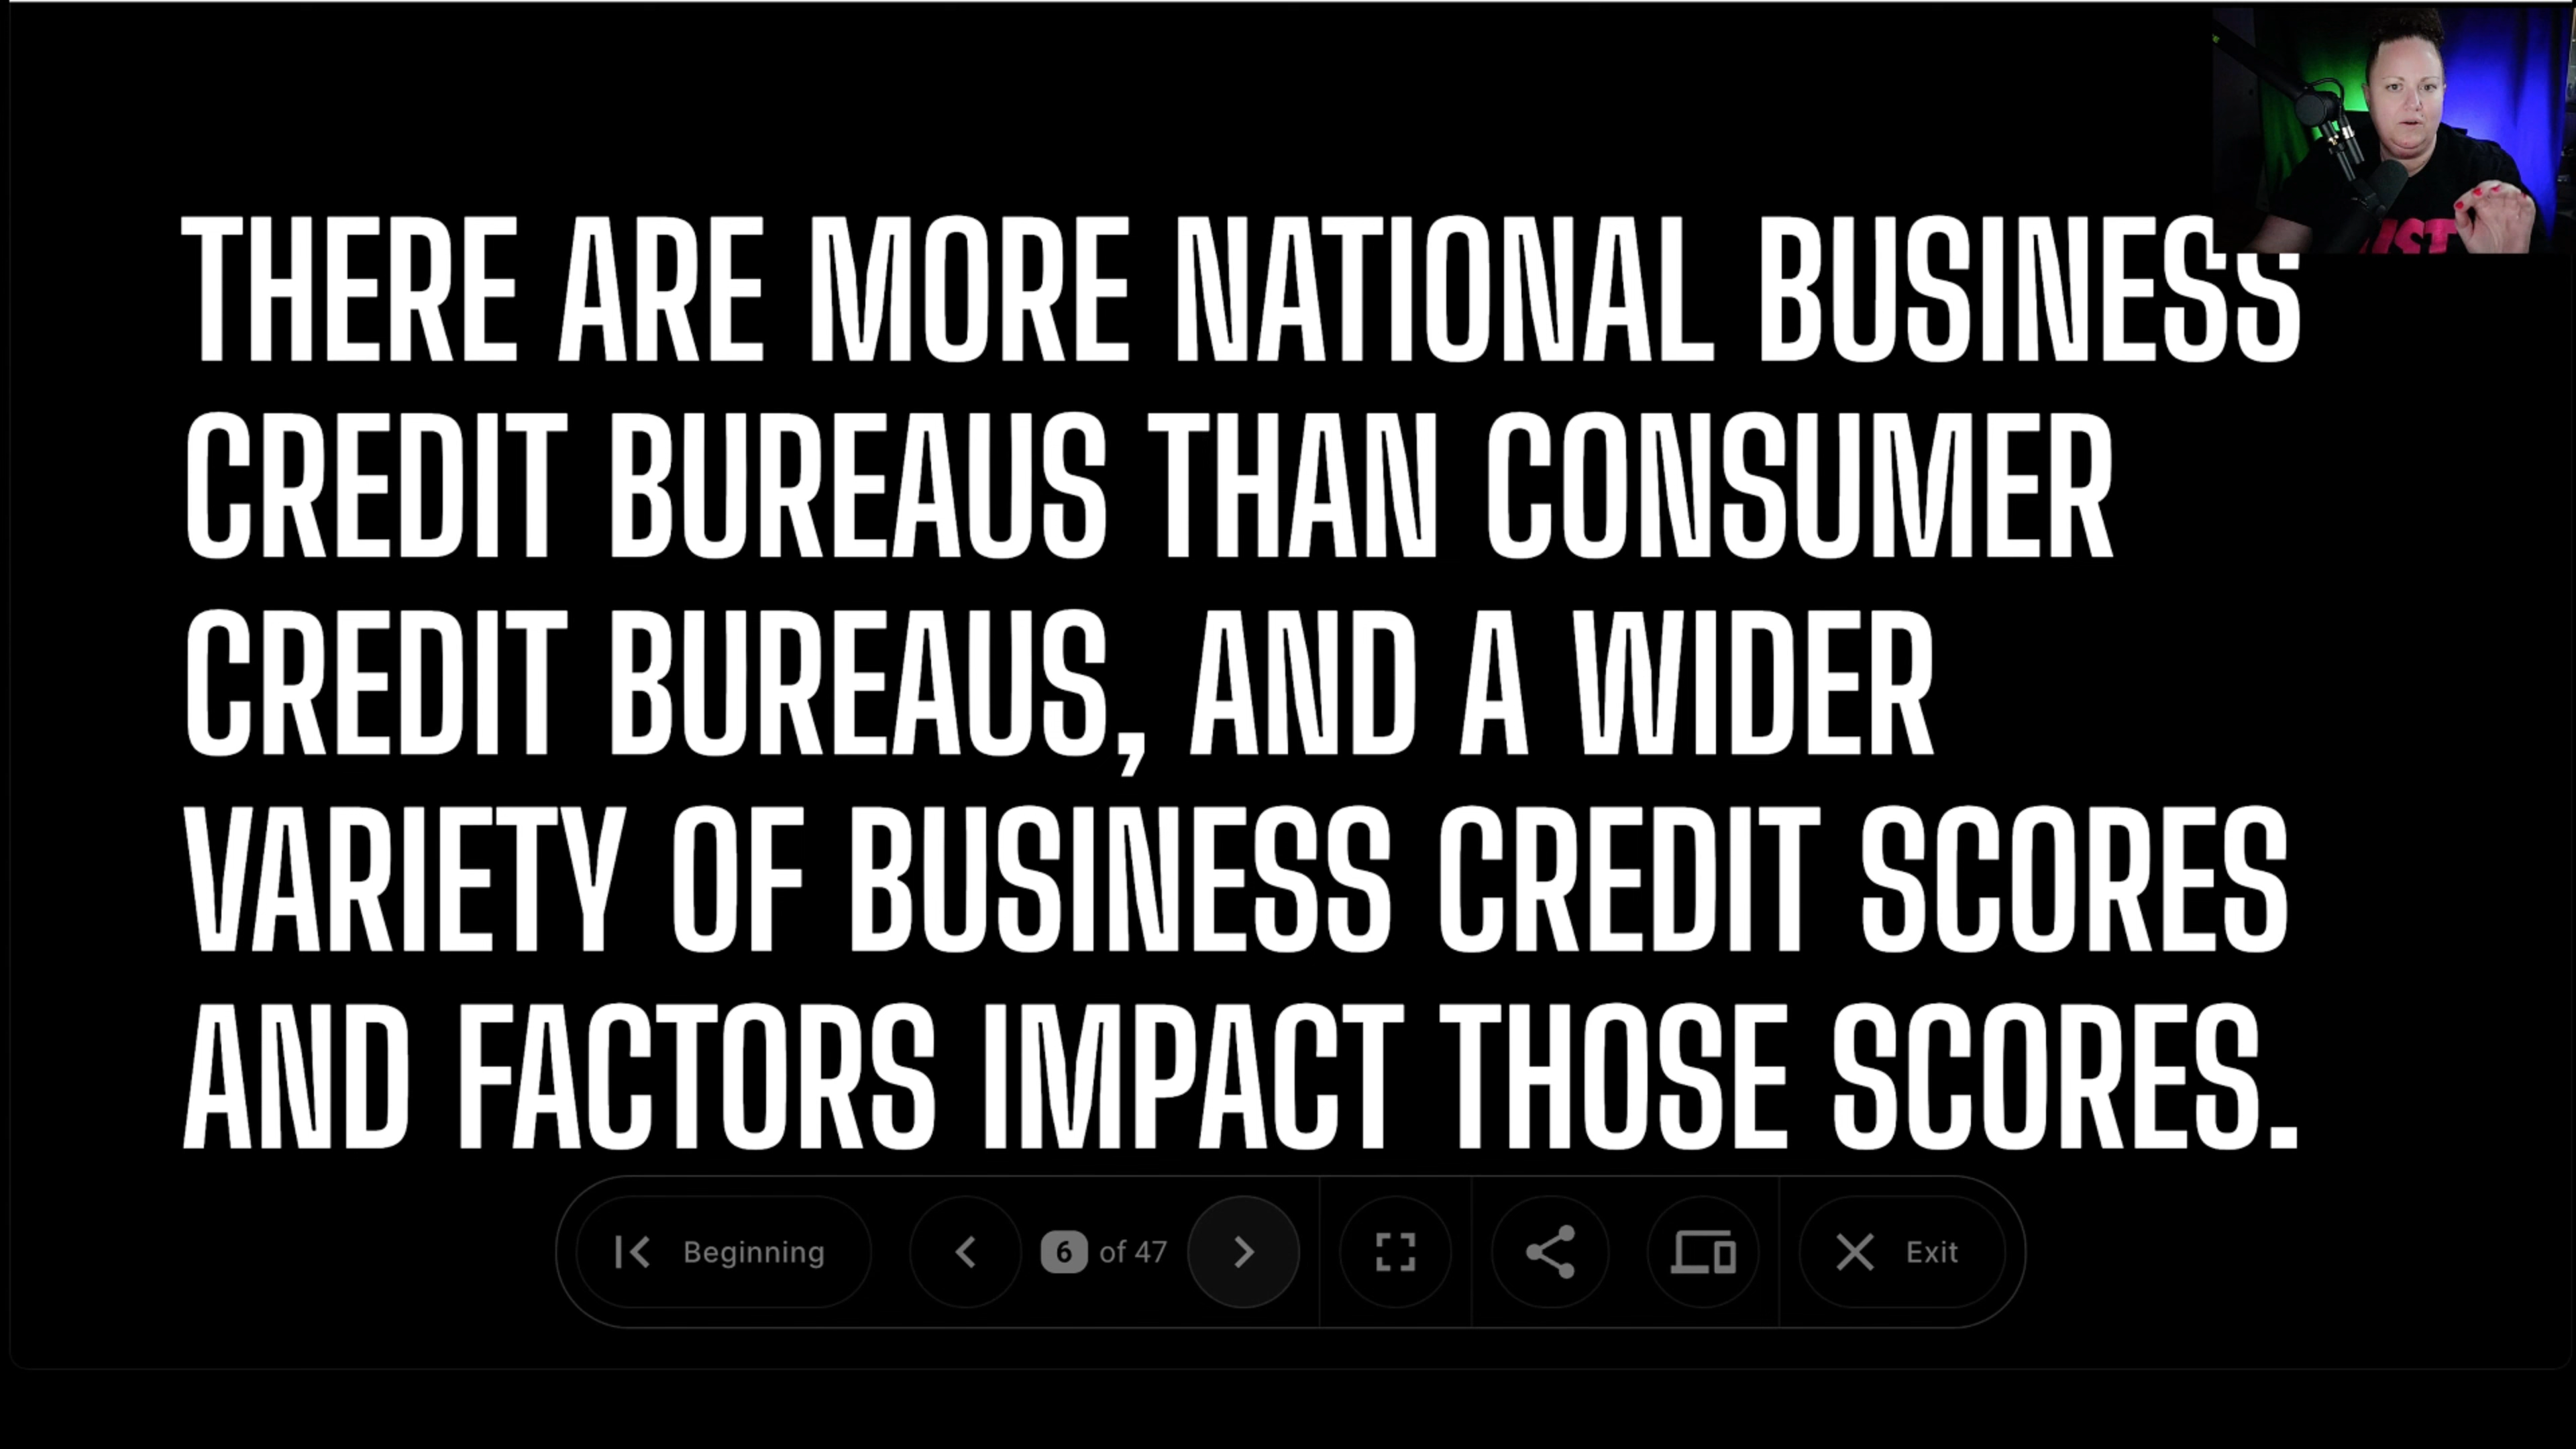 THERE ARE MORE NATIONAL BUSINESS
CREDIT BUREAUS THAN CONSUMER
CREDIT BUREAUS, AND A WIDER
VARIETY OF BUSINESS CREDIT SCORES
AND FACTORS IMPACT THOSE SCORES.
Beginning
6 of 47
Exit